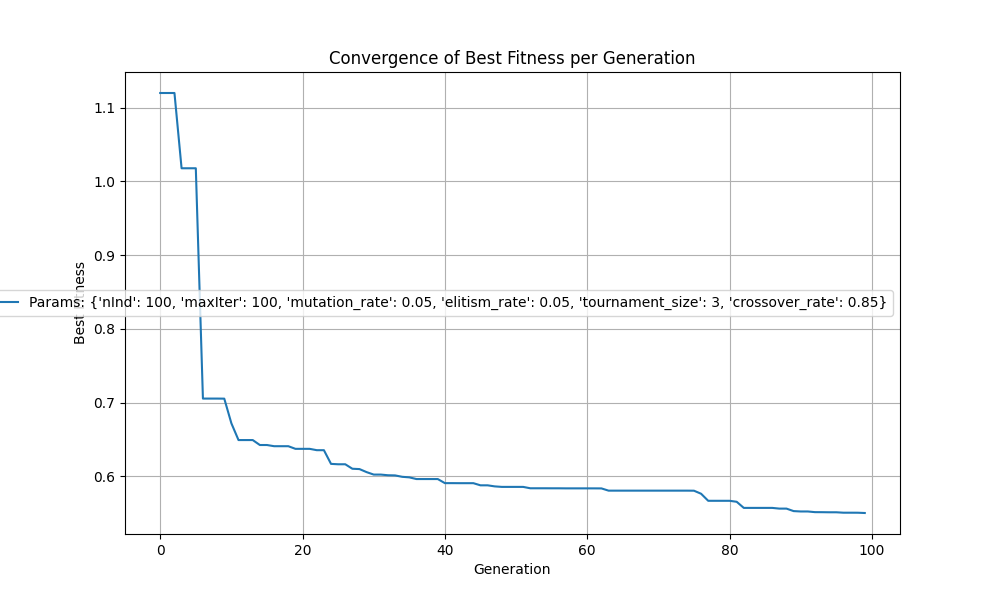 Convergence of Best Fitness per Generation
1.1
1.0
0.9
0.8
0.7
0.6
Best
Params: {'nInd': 100, 'maxIter': 100, 'mutation_rate': 0.05, 'elitism_rate': 0.05, 'tournament_size': 3, 'crossover_rate': 0.85}
0 20 40 60 80 100
Generation